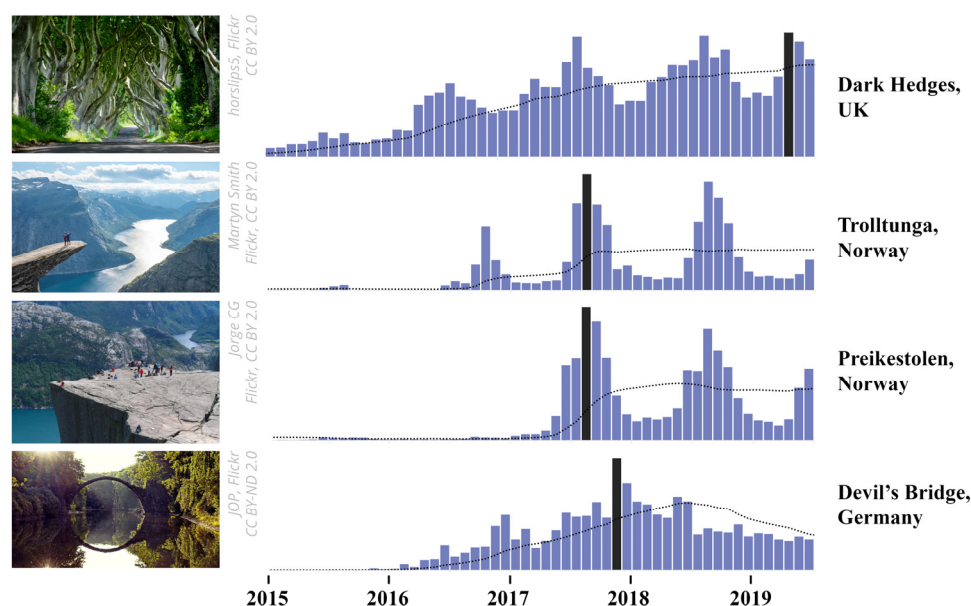 horslips5, Flickr
CC BY 2.0
Dark Hedges,
UK
Martyn Smith
Flickr, CC BY 2.0
Trolltunga,
Norway
Jorge CG
Flickr, CC BY 2.0
Preikestolen,
Norway
JOP, Flickr
CC BY-ND 2.0
Devil's Bridge,
Germany
2015 2016 2017 2018 2019